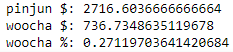 pinjun $: 2716.6036666666664
woocha $: 736.7348635119678
woocha %: 0.27119703641420684